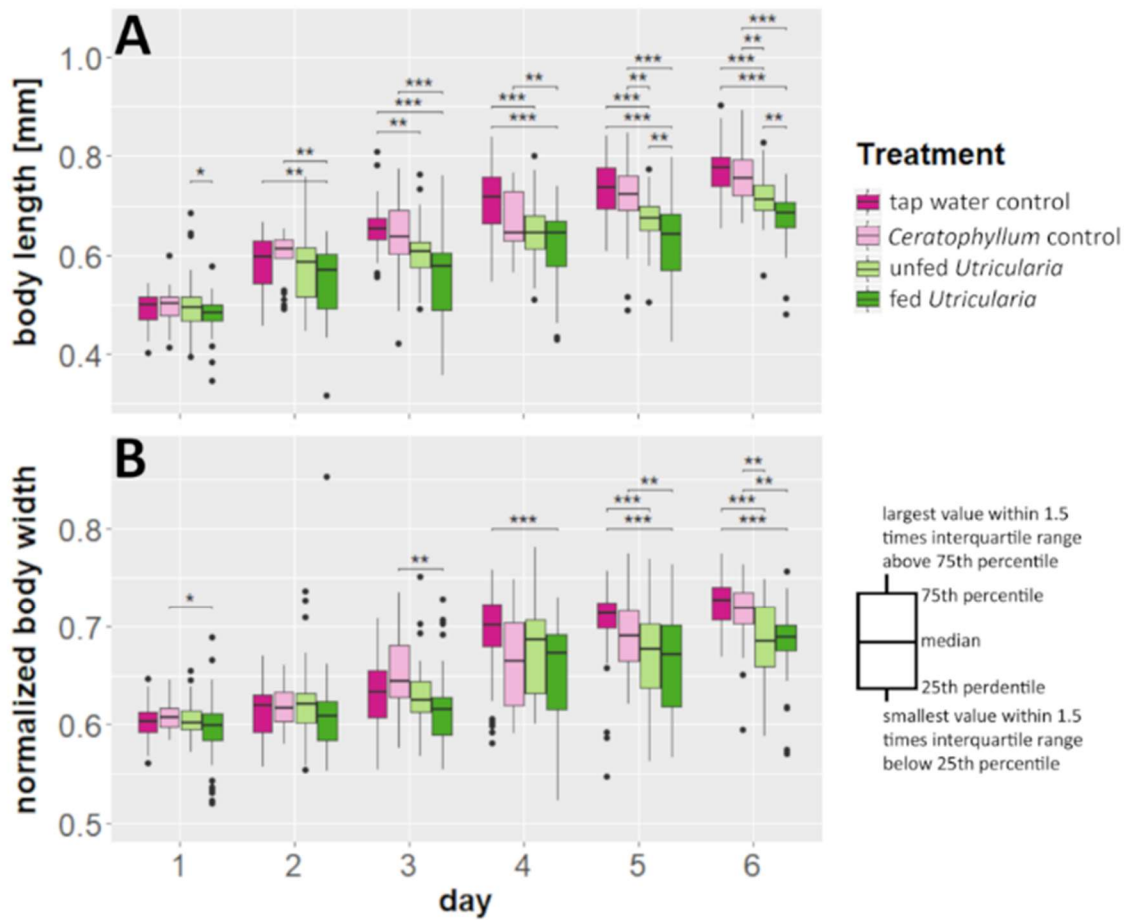 A
body length [mm]
1.0
0.8
0.6
0.4
*
**
**
***
***
**
**
***
***
***
**
***
***
**
***
**
***
***
**
Treatment
tap water control
Ceratophyllum control
unfed Utricularia
fed Utricularia
B
normalized body width
0.8
0.7
0.6
0.5
*
**
***
**
***
***
**
**
***
***
1
2
3
4
5
6
day
largest value within 1.5
times interquartile range
above 75th percentile
75th percentile
median
25th perdentile
smallest value within 1.5
times interquartile range
below 25th percentile